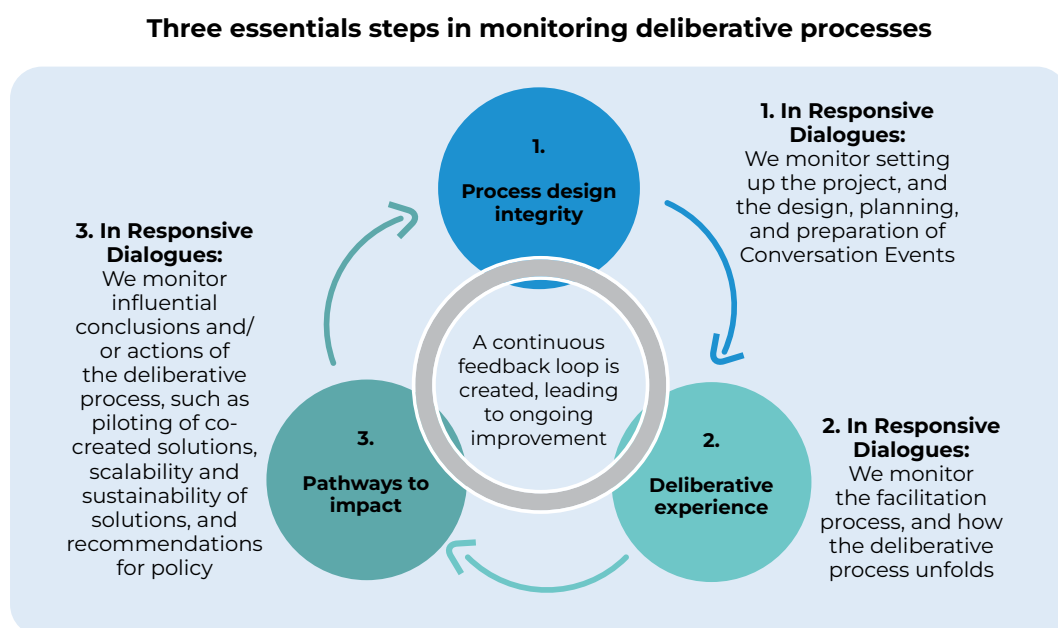 Three essentials steps in monitoring deliberative processes
1.
Process design
integrity
1. In Responsive
Dialogues:
We monitor setting
up the project, and
the design, planning,
and preparation of
Conversation Events
2.
Deliberative
experience
2. In Responsive
Dialogues:
We monitor
the facilitation
process, and how
the deliberative
process unfolds
3.
Pathways to
impact
3. In Responsive
Dialogues:
We monitor
influential
conclusions and/
or actions of
the deliberative
process, such as
piloting of co-
created solutions,
scalability and
sustainability of
solutions, and
recommendations
for policy
A continuous
feedback loop is
created, leading
to ongoing
improvement